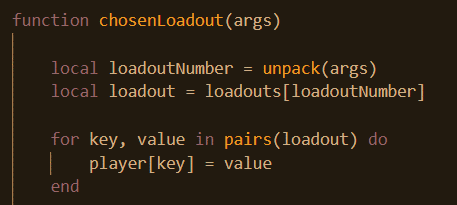 function chosenLoadout(args)
local loadoutNumber = unpack(args)
local loadout = loadouts[loadoutNumber]
for key, value in pairs(loadout) do
player[key] = value
end